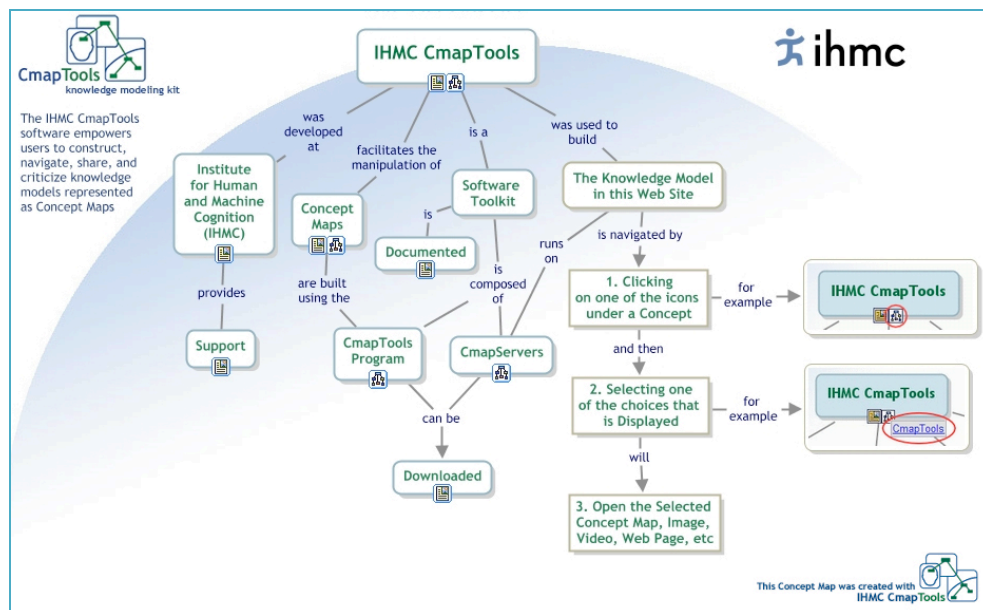 CmapTools
knowledge modeling kit
The IHMC CmapTools
software empowers
users to construct,
navigate, share, and
criticize knowledge
models represented
as Concept Maps
IHMC CmapTools
ihmc
was
developed
at
facilitates the
manipulation of
is a
was used to
build
Institute
for Human
and Machine
Cognition
(IHMC)
Concept
Maps
Software
Toolkit
The Knowledge Model
in this Web Site
is
Documented
runs
on
is navigated by
provides
are built
using the
is
composed
of
1. Clicking
on one of the icons
under a Concept
for
example
IHMC CmapTools
Support
CmapTools
Program
CmapServers
and then
2. Selecting one
of the choices that
is Displayed
for
example
IHMC CmapTools
CmapTools
can be
will
Downloaded
3. Open the Selected
Concept Map, Image,
Video, Web Page, etc
This Concept Map was created with
IHMC CmapTools